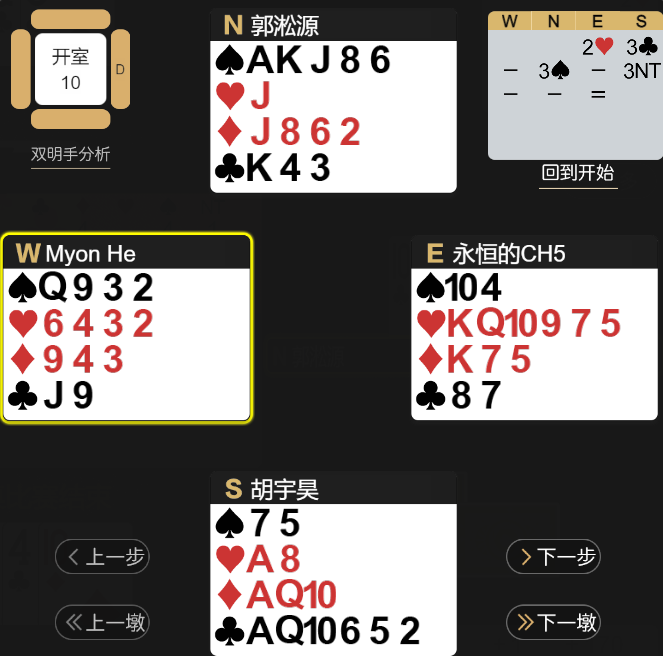 开室
10
D
双明手分析
N 郭淞源
♠AKJ86
♥J
♦J862
♣K43
W N E S
2♥ 3♣
– 3♠ – 3NT
– – =
回到开始
W Myon He
♠Q932
♥6432
♦943
♣J9
E 永恒的CH5
♠104
♥KQ10975
♦K75
♣87
S 胡宇昊
♠75
♥A8
♦AQ10
♣AQ10652
上一步
下一步
上一墩
下一墩